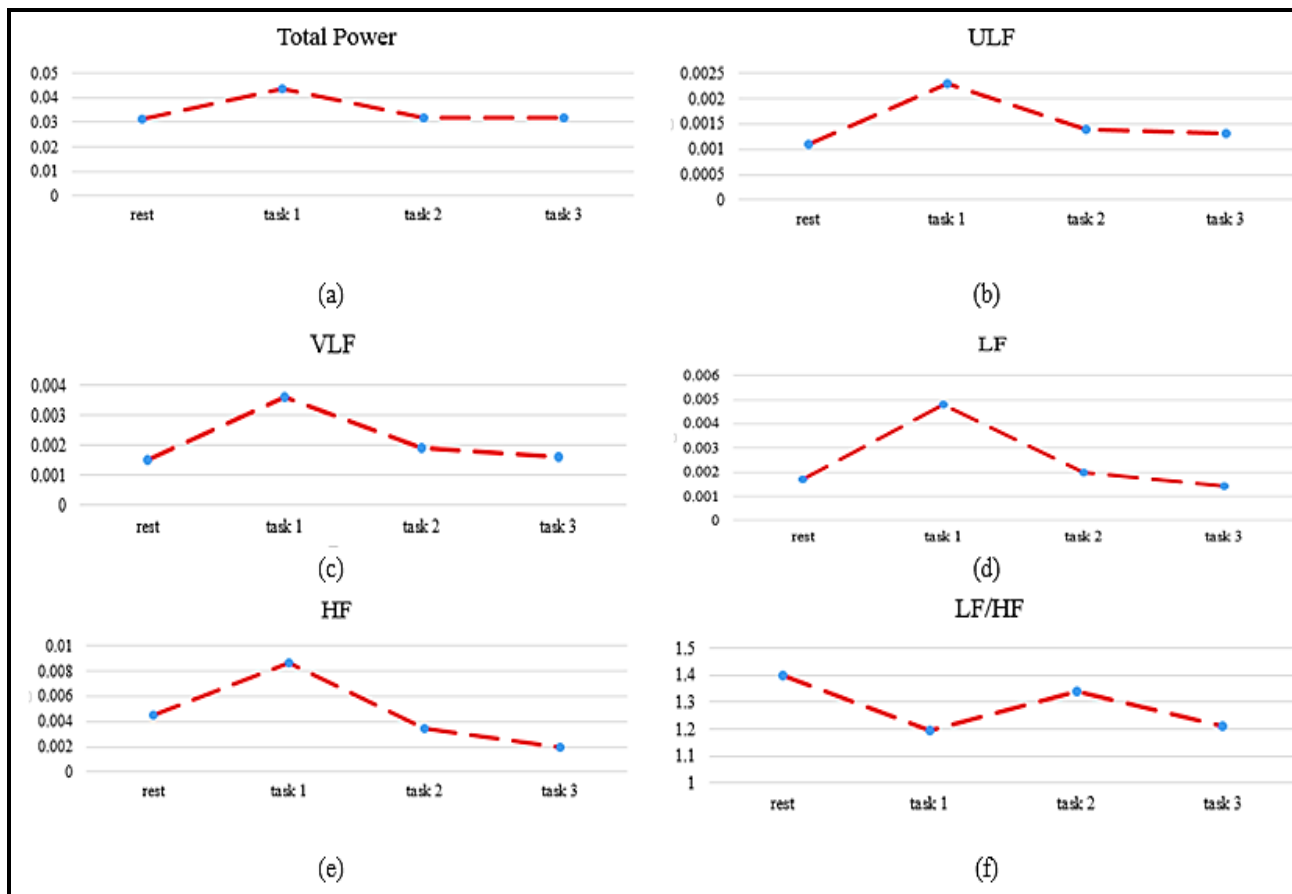 Total Power
0.05
0.04
0.03
0.02
0.01
0
rest task 1 task 2 task 3
(a)
ULF
0.0025
0.002
0.0015
0.001
0.0005
0
rest task 1 task 2 task 3
(b)
VLF
0.004
0.003
0.002
0.001
0
rest task 1 task 2 task 3
(c)
LF
0.006
0.005
0.004
0.003
0.002
0.001
0
rest task 1 task 2 task 3
(d)
HF
0.01
0.008
0.006
0.004
0.002
0
rest task 1 task 2 task 3
(e)
LF/HF
1.5
1.4
1.3
1.2
1.1
1
rest task 1 task 2 task 3
(f)